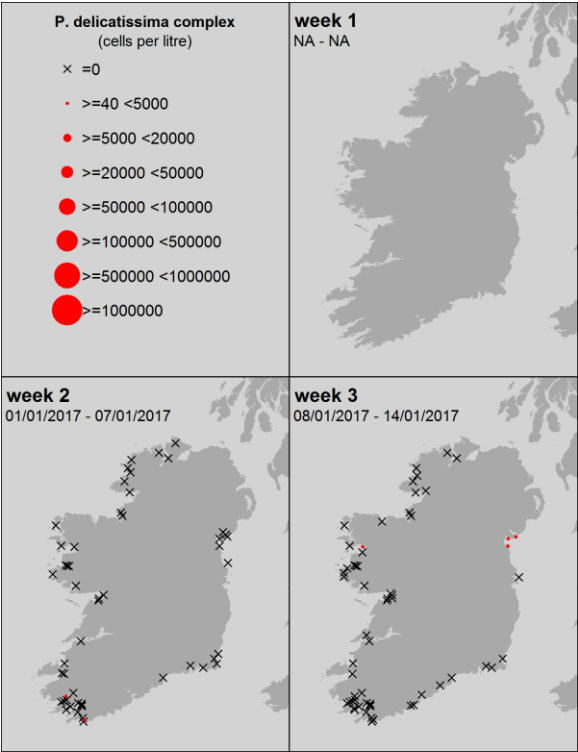 P. delicatissima complex
(cells per litre)
=0
>=40 <5000
>=5000 <20000
>=20000 <50000
>=50000 <100000
>=100000 <500000
>=500000 <1000000
>=1000000
week 1
NA - NA
week 2
01/01/2017 - 07/01/2017
week 3
08/01/2017 - 14/01/2017